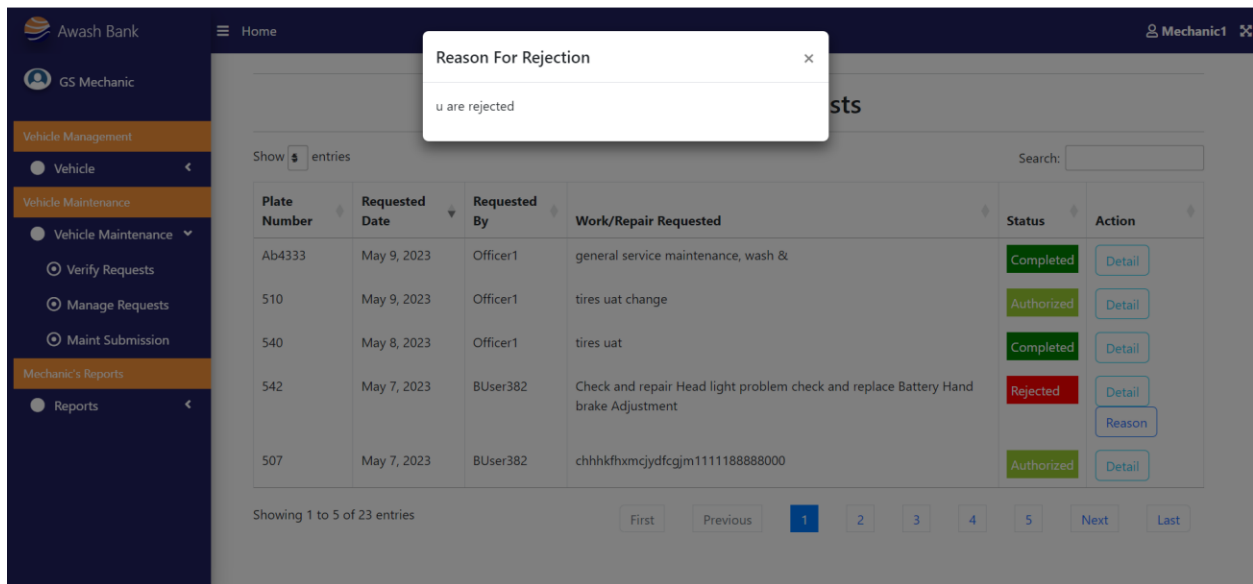 Awash Bank
Home
Mechanic1
GS Mechanic
Reason For Rejection
×
u are rejected
sts
Vehicle Management
Vehicle
Vehicle Maintenance
Vehicle Maintenance
Verify Requests
Manage Requests
Maint Submission
Mechanic's Reports
Reports
Show 5 entries
Search:
Plate Number Requested Date Requested By Work/Repair Requested Status Action
Ab4333 May 9, 2023 Officer1 general service maintenance, wash & Completed Detail
510 May 9, 2023 Officer1 tires uat change Authorized Detail
540 May 8, 2023 Officer1 tires uat Completed Detail
542 May 7, 2023 BUser382 Check and repair Head light problem check and replace Battery Hand Rejected Detail
brake Adjustment Reason
507 May 7, 2023 BUser382 chhhkfhxmcjydfcgjm1111188888000 Authorized Detail
Showing 1 to 5 of 23 entries
First Previous 1 2 3 4 5 Next Last